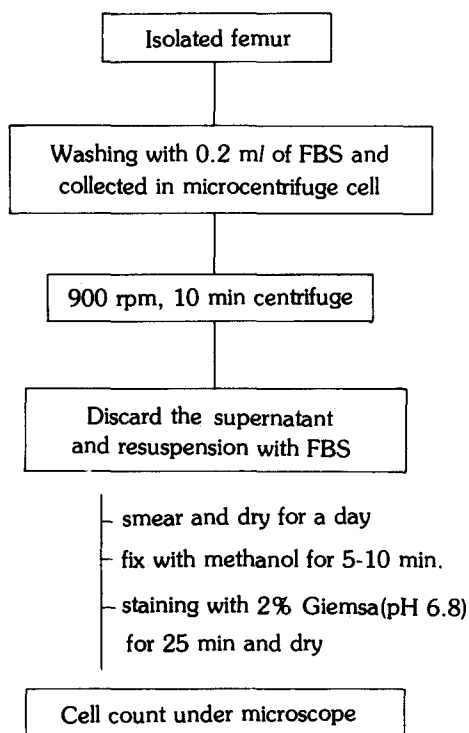 Isolated femur
Washing with 0.2 ml of FBS and
collected in microcentrifuge cell
900 rpm, 10 min centrifuge
Discard the supernatant
and resuspension with FBS
smear and dry for a day
fix with methanol for 5-10 min.
staining with 2% Giemsa(pH 6.8)
for 25 min and dry
Cell count under microscope